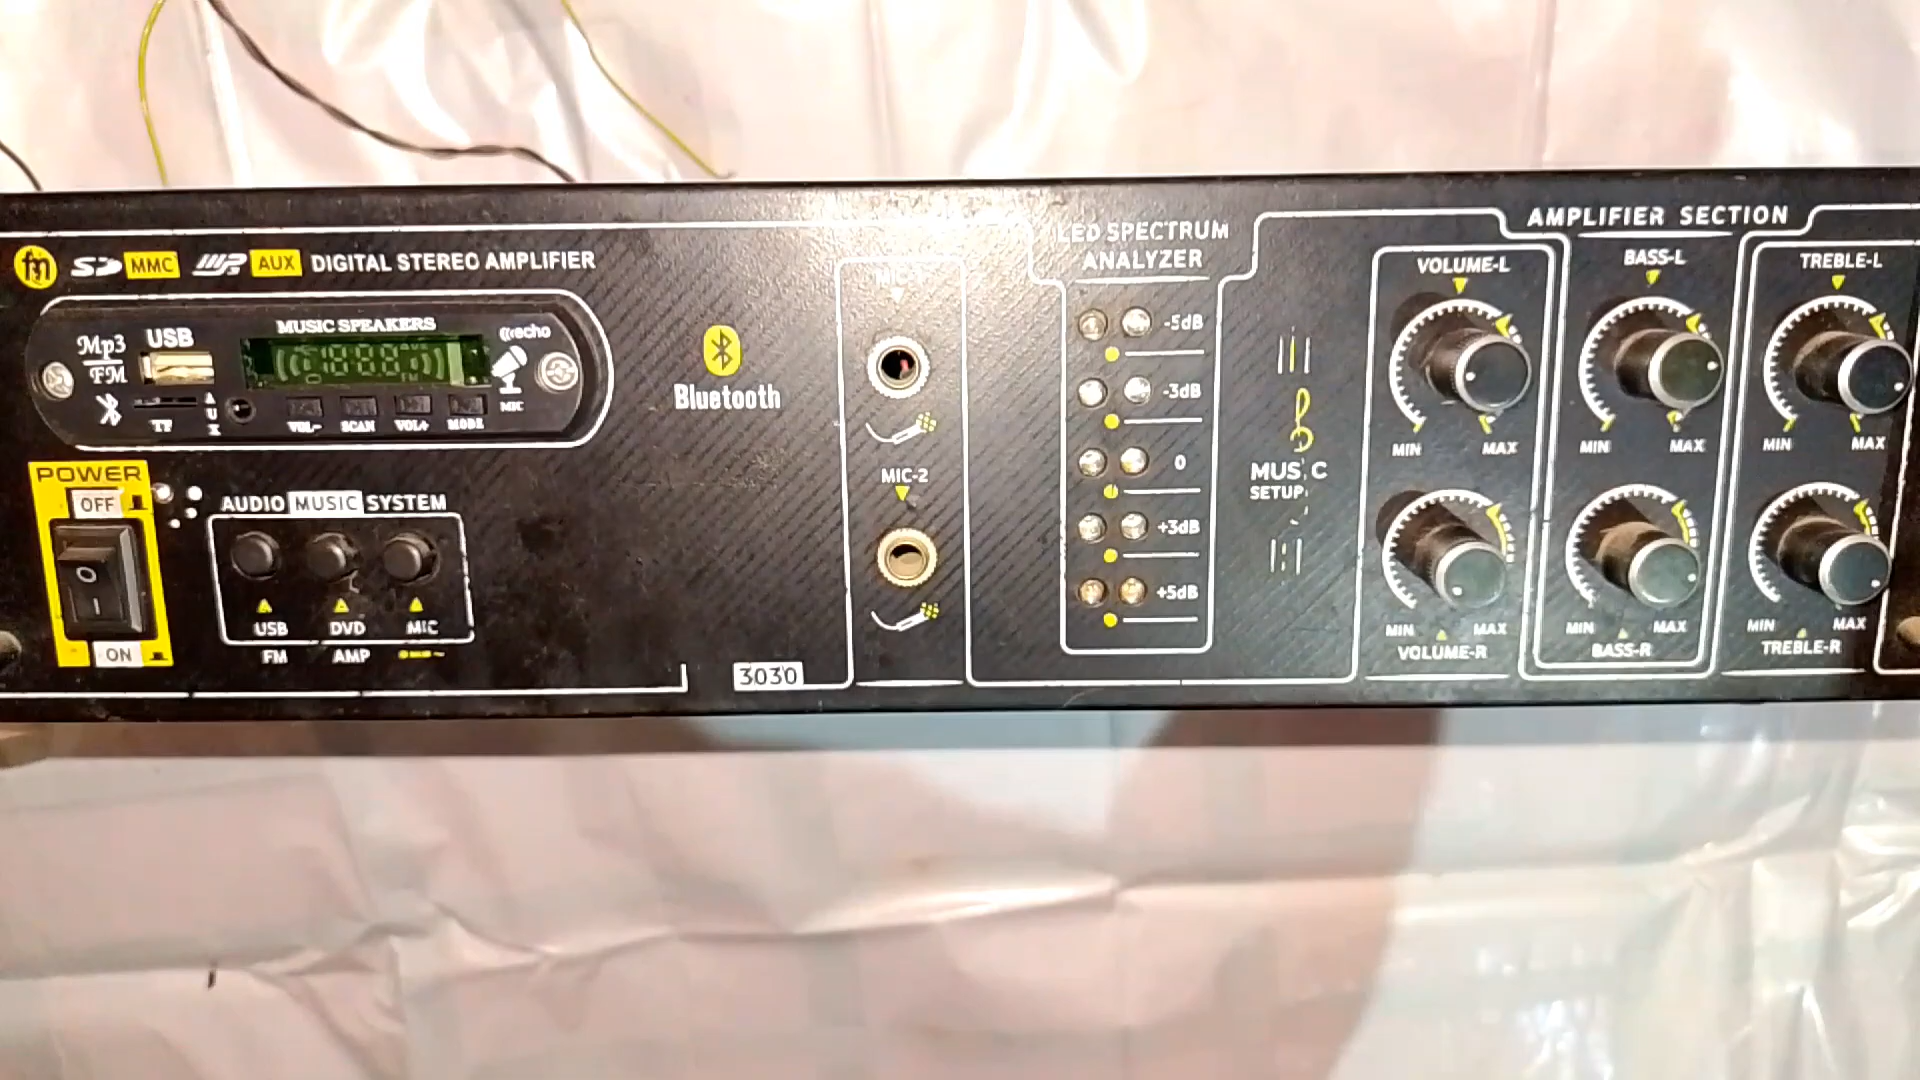 fm SD MMC MP3 AUX DIGITAL STEREO AMPLIFIER
Mp3
FM
USB
MUSIC SPEAKERS
echo
MIC
TF
AUX
VOL- SCAN VOL+ MODE
Bluetooth
POWER
OFF
ON
AUDIO MUSIC SYSTEM
USB DVD MIC
FM AMP
3030
MIC-2
LED SPECTRUM
ANALYZER
-5dB
-3dB
0
+3dB
+5dB
MUSIC
SETUP
AMPLIFIER SECTION
VOLUME-L
MIN MAX
BASS-L
MIN MAX
TREBLE-L
MIN MAX
MIN MAX
VOLUME-R
MIN MAX
BASS-R
MIN MAX
TREBLE-R